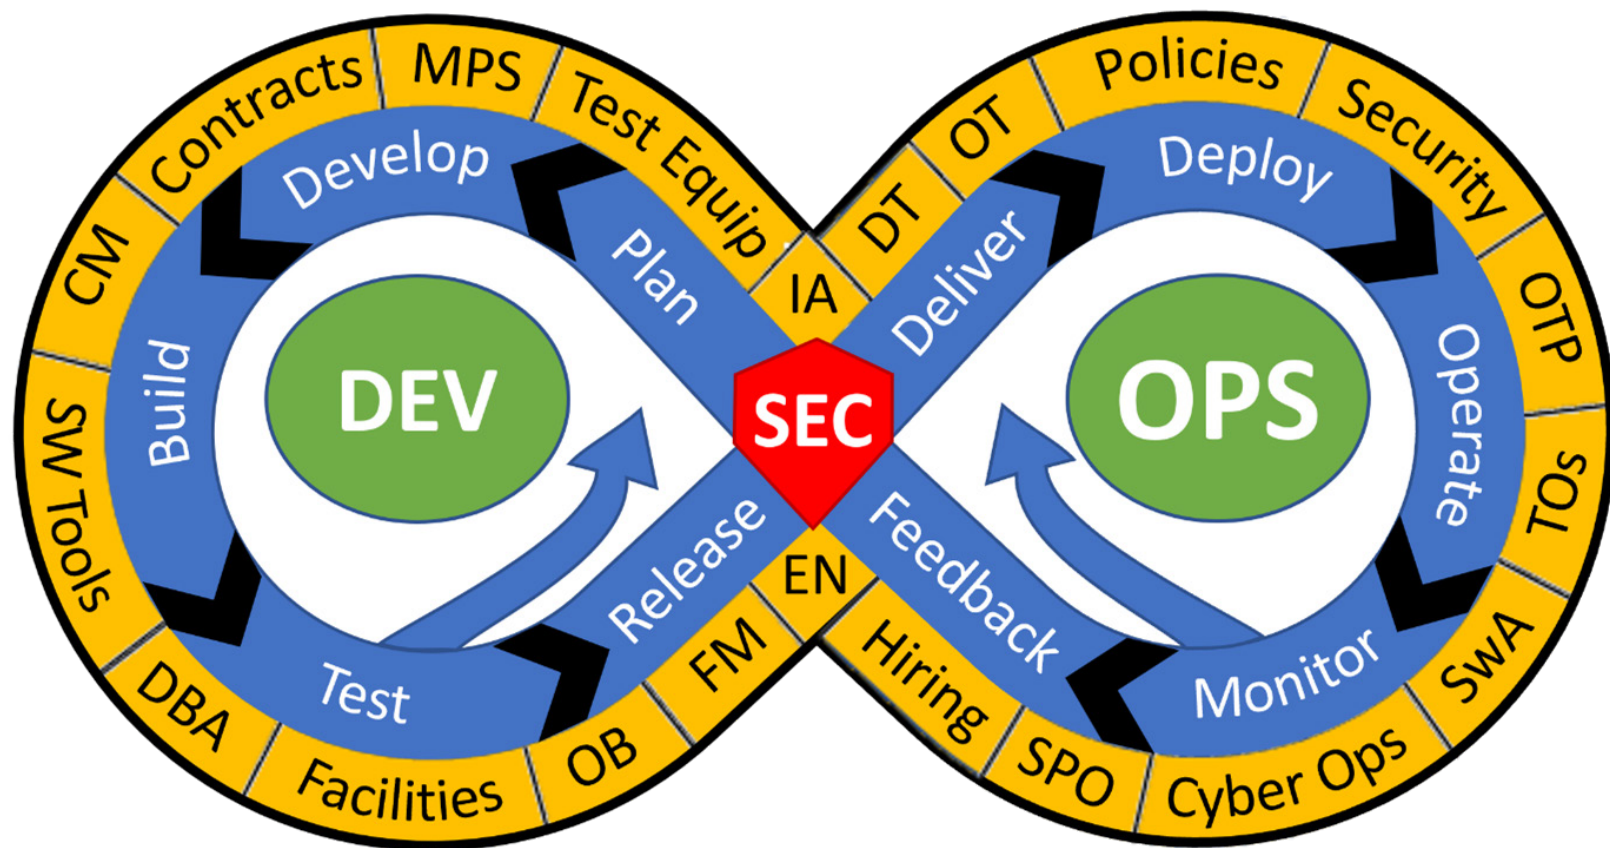 Contracts
MPS
Test Equip
CM
SW Tools
DBA
Facilities
OB
FM
EN
IA
DT
OT
Policies
Security
OTP
TOs
SwA
Cyber Ops
SPO
Hiring
Plan
Develop
Build
Test
Release
Deliver
Deploy
Operate
Monitor
Feedback
DEV
SEC
OPS